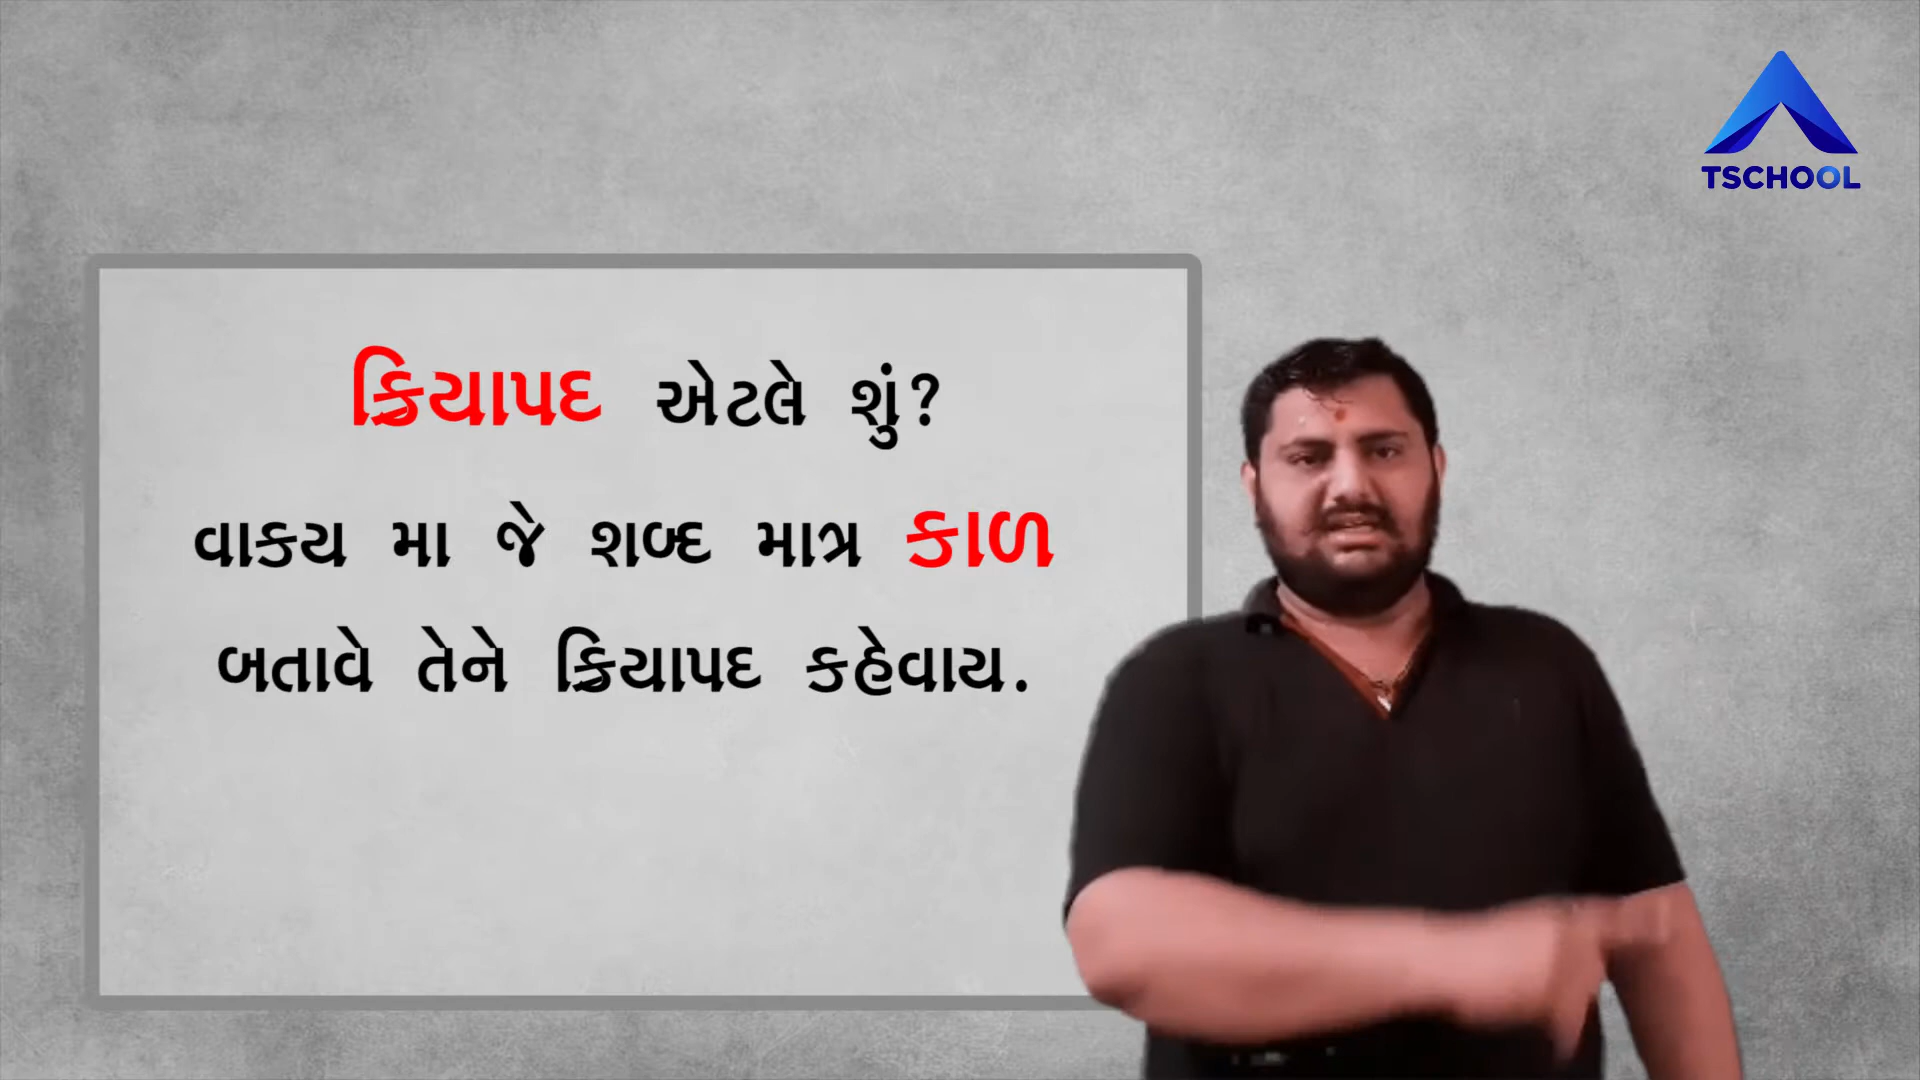 TSCHOOL
ક્રિયાપદ એટલે શું?
વાકય મા જે શબ્દ માત્ર કાળ
બતાવે તેને ક્રિયાપદ કહેવાય.